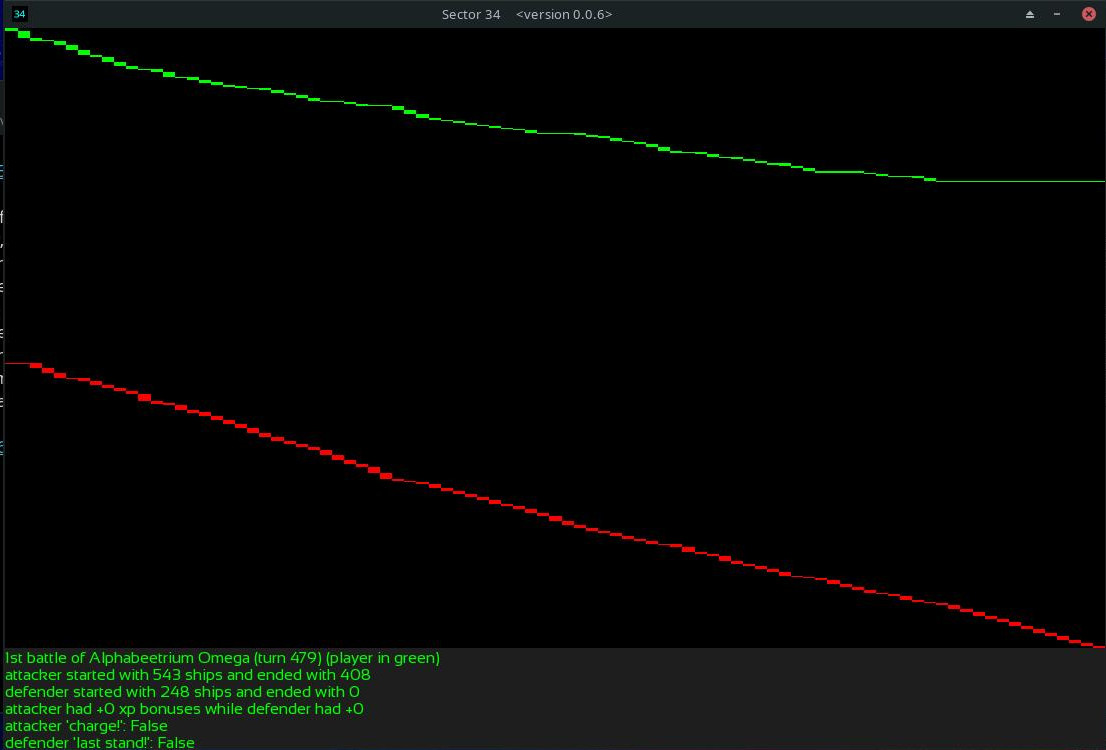 34
Sector 34 <version 0.0.6>
1st battle of Alphabeetrium Omega (turn 479) (player in green)
attacker started with 543 ships and ended with 408
defender started with 248 ships and ended with 0
attacker had +0 xp bonuses while defender had +0
attacker 'charge!': False
defender 'last stand!': False